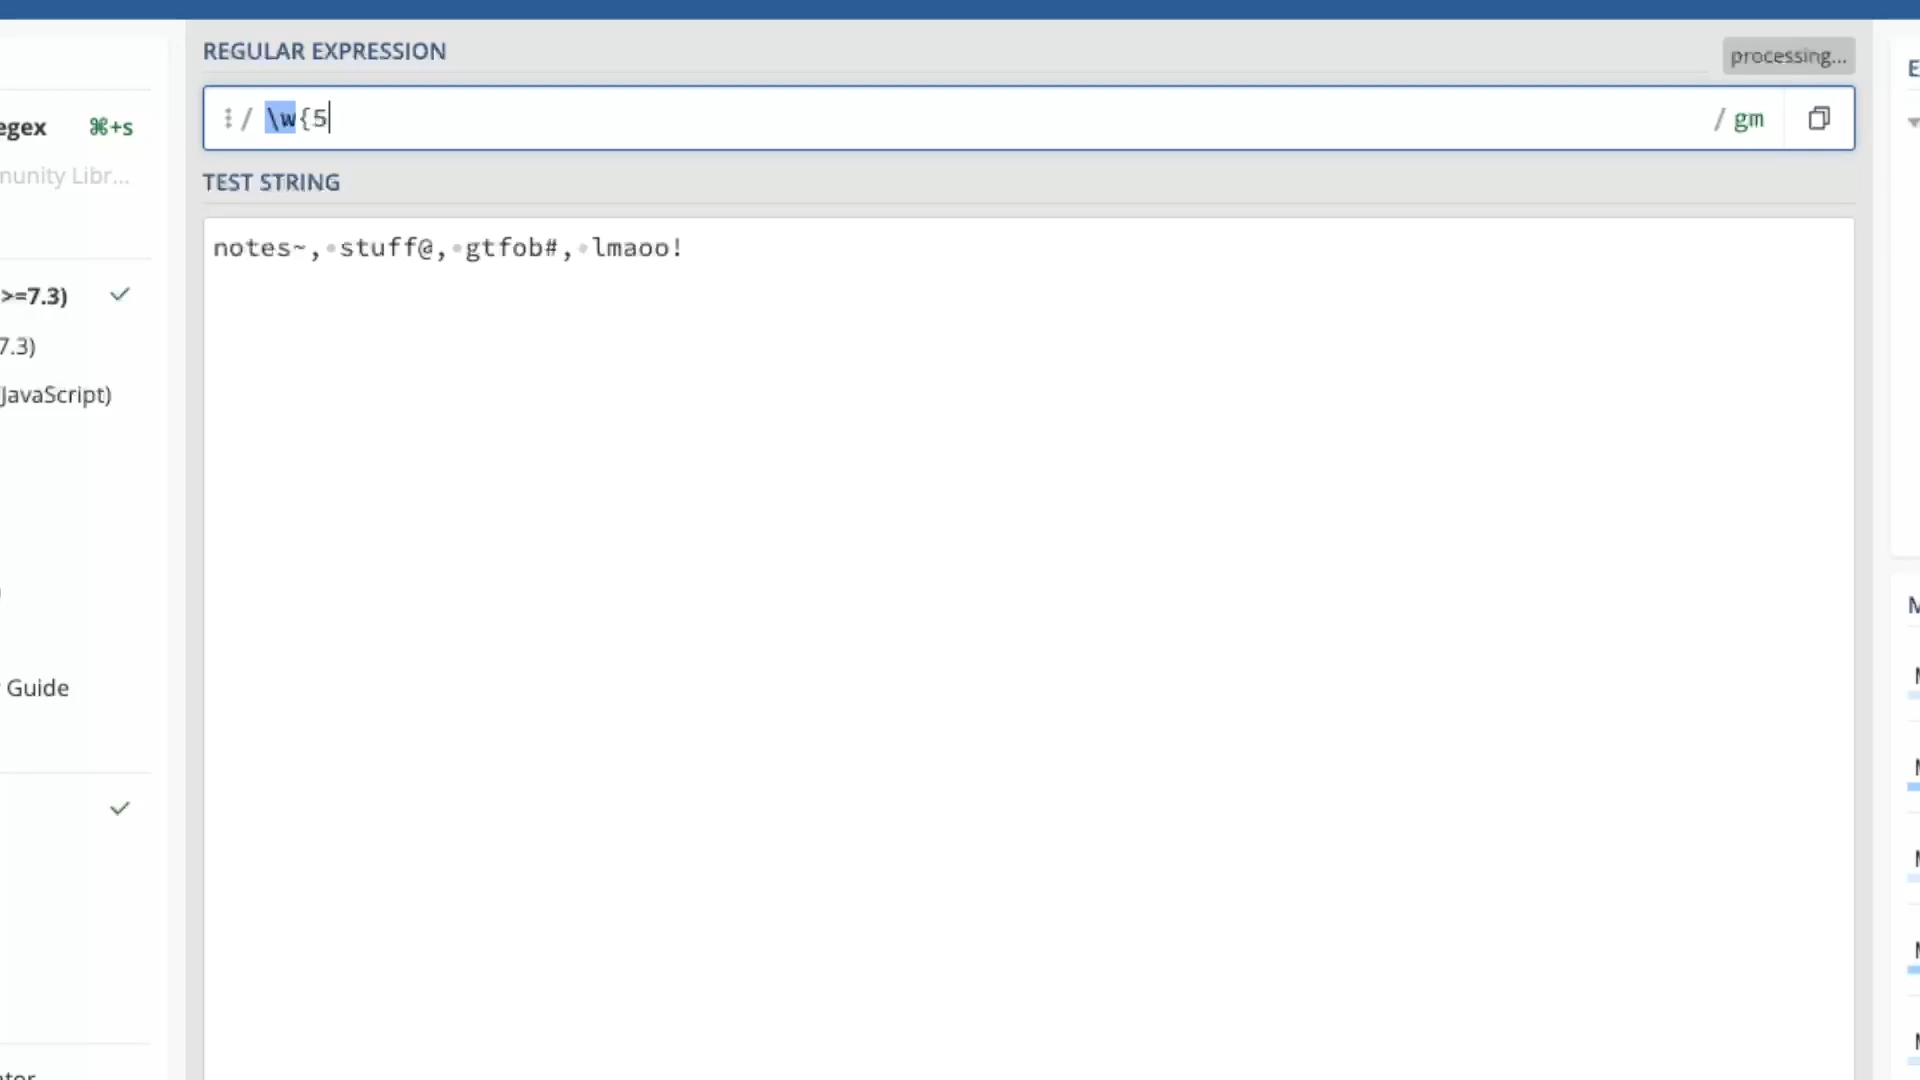 REGULAR EXPRESSION
processing...
/ \w{5
/ gm
TEST STRING
notes~, stuff@, gtfob#, lmaoo!
egex ⌘+s
nunity Libr...
>=7.3)
7.3)
JavaScript)
)
Guide